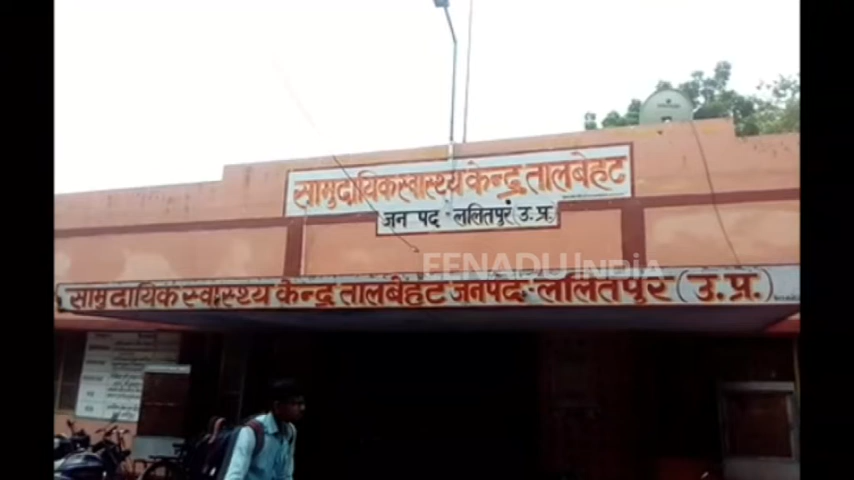 सामुदायिक स्वास्थ्य केन्द्र तालबेहट
जन पद - ललितपुर उ.प्र.
EENADU INDIA
सामुदायिक स्वास्थ्य केन्द्र तालबेहट जनपद - ललितपुर (उ.प्र.)